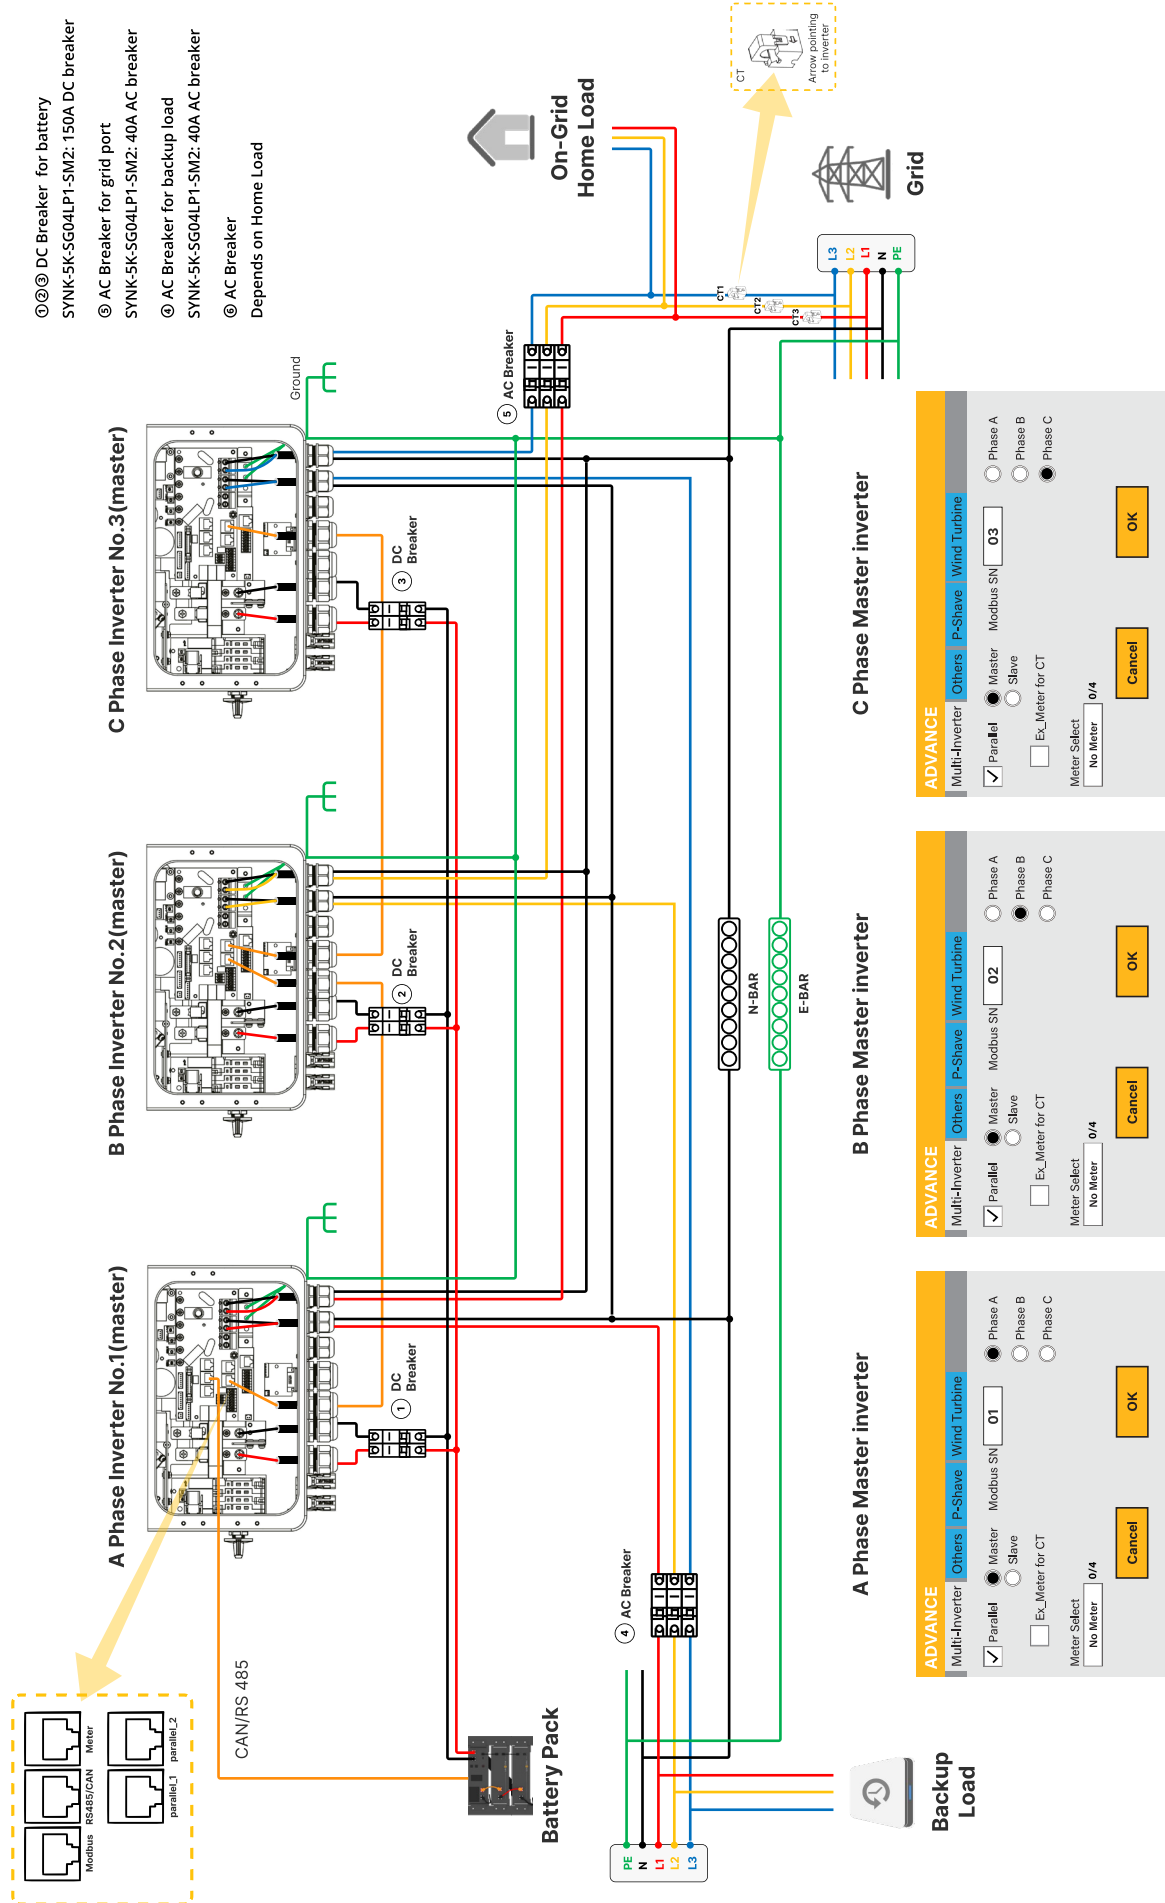 ①②③ DC Breaker for battery
SYNK-5K-SG04LP1-SM2: 150A DC breaker
⑤ AC Breaker for grid port
SYNK-5K-SG04LP1-SM2: 40A AC breaker
④ AC Breaker for backup load
SYNK-5K-SG04LP1-SM2: 40A AC breaker
⑥ AC Breaker
Depends on Home Load
Modbus
RS485/CAN
Meter
parallel_1
parallel_2
CAN/RS 485
A Phase Inverter No.1(master)
B Phase Inverter No.2(master)
C Phase Inverter No.3(master)
Ground
① DC
Breaker
② DC
Breaker
③ DC
Breaker
④ AC Breaker
⑤ AC Breaker
Battery Pack
On-Grid
Home Load
CT
Arrow pointing
to inverter
CT1
CT2
CT3
Grid
L3
L2
L1
N
PE
N-BAR
E-BAR
PE
N
L1
L2
L3
Backup
Load
A Phase Master inverter
ADVANCE
Multi-Inverter Others P-Shave Wind Turbine
Parallel Master Modbus SN 01 Phase A
Slave Phase B
Ex_Meter for CT Phase C
Meter Select
No Meter 0/4
Cancel OK
B Phase Master inverter
ADVANCE
Multi-Inverter Others P-Shave Wind Turbine
Parallel Master Modbus SN 02 Phase A
Slave Phase B
Ex_Meter for CT Phase C
Meter Select
No Meter 0/4
Cancel OK
C Phase Master inverter
ADVANCE
Multi-Inverter Others P-Shave Wind Turbine
Parallel Master Modbus SN 03 Phase A
Slave Phase B
Ex_Meter for CT Phase C
Meter Select
No Meter 0/4
Cancel OK